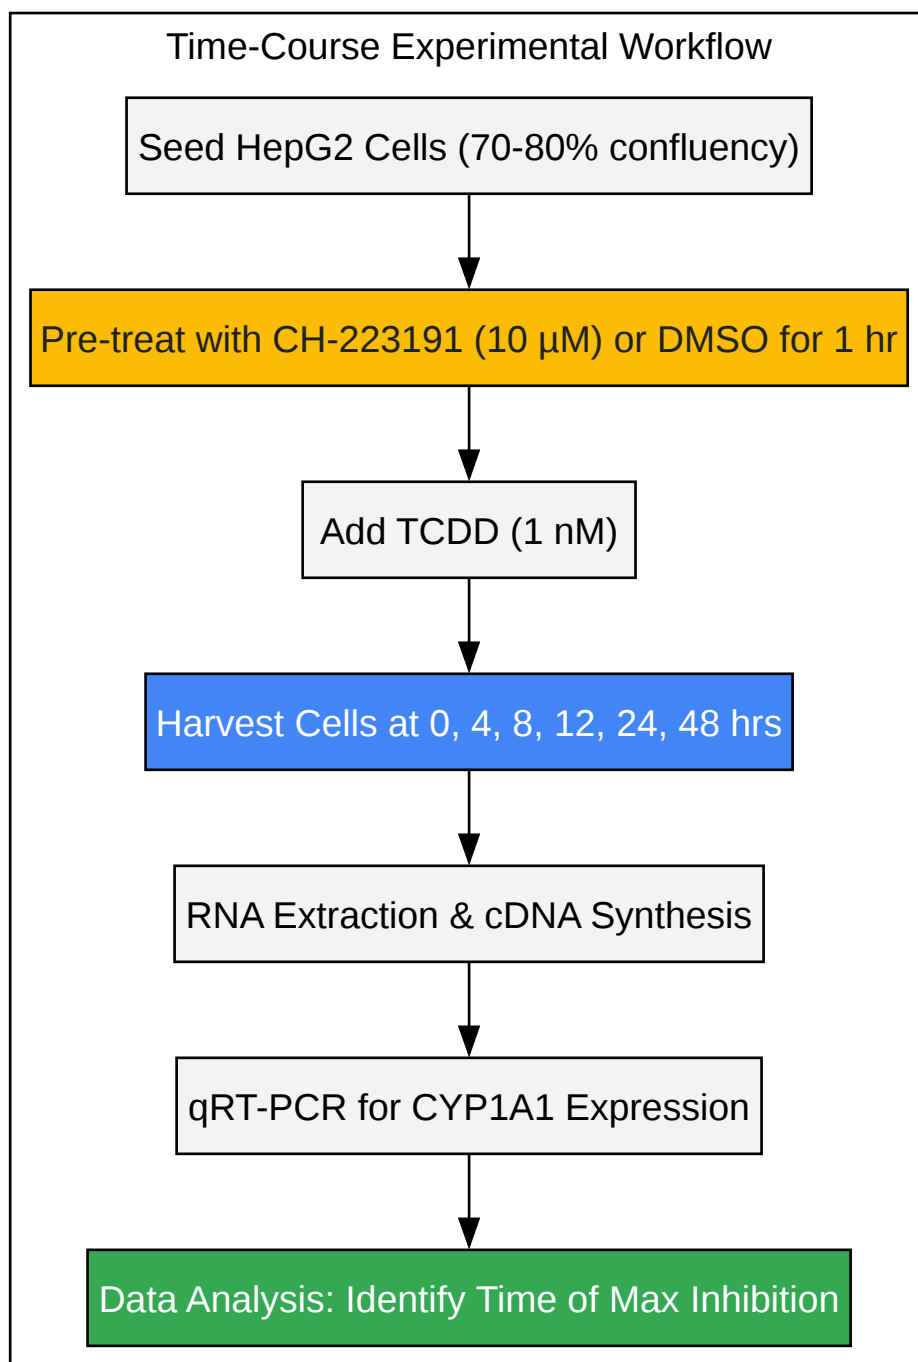 Time-Course Experimental Workflow
Seed HepG2 Cells (70-80% confluency)
Pre-treat with CH-223191 (10 µM) or DMSO for 1 hr
Add TCDD (1 nM)
Harvest Cells at 0, 4, 8, 12, 24, 48 hrs
RNA Extraction & cDNA Synthesis
qRT-PCR for CYP1A1 Expression
Data Analysis: Identify Time of Max Inhibition